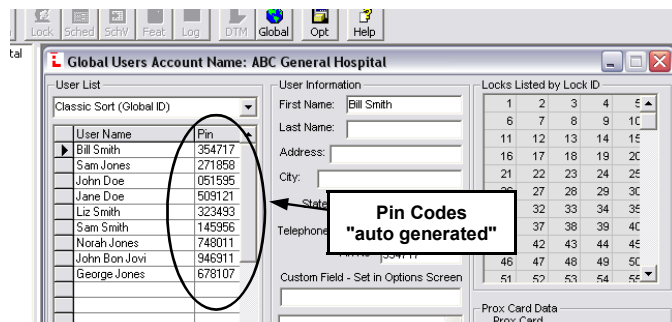 Lock Sched SchV Feat Log DTM Global Opt Help
tal
Global Users Account Name: ABC General Hospital
User List
Classic Sort (Global ID)
User Name Pin
Bill Smith 354717
Sam Jones 271858
John Doe 051595
Jane Doe 509121
Liz Smith 323493
Sam Smith 145956
Norah Jones 748011
John Bon Jovi 946911
George Jones 678107
User Information
First Name: Bill Smith
Last Name:
Address:
City:
State
Telephone
Custom Field - Set in Options Screen
Pin Codes
"auto generated"
Locks Listed by Lock ID
1 2 3 4
6 7 8 9
11 12 13 14
16 17 18 19
21 22 23 24
27 28 29
32 33 34
37 38 39
42 43 44
46 47 48 49
51 52 53 54
Prox Card Data
Prox Card